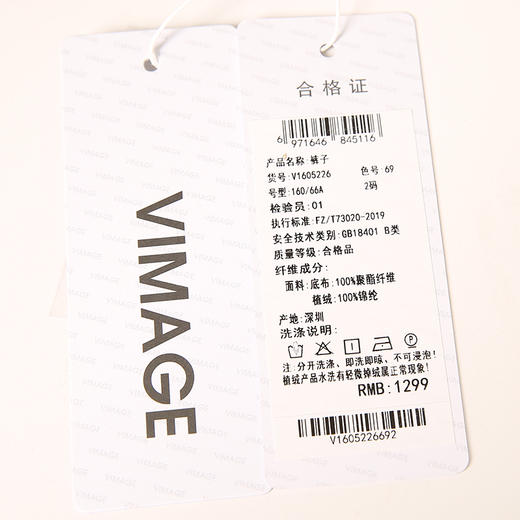 VIMAGE
合格证
6 971646 845116
产品名称:裤子
货号:V1605226 色号:69
号型:160/66A 2码
检验员:01
执行标准:FZ/T73020-2019
安全技术类别:GB18401 B类
质量等级:合格品
纤维成分:
面料:底布:100%聚酯纤维
植绒:100%锦纶
产地:深圳
洗涤说明:
注:分开洗涤、即洗即晾、不可浸泡!
植绒产品水洗有轻微掉绒属正常现象!
RMB:1299
V1605226692